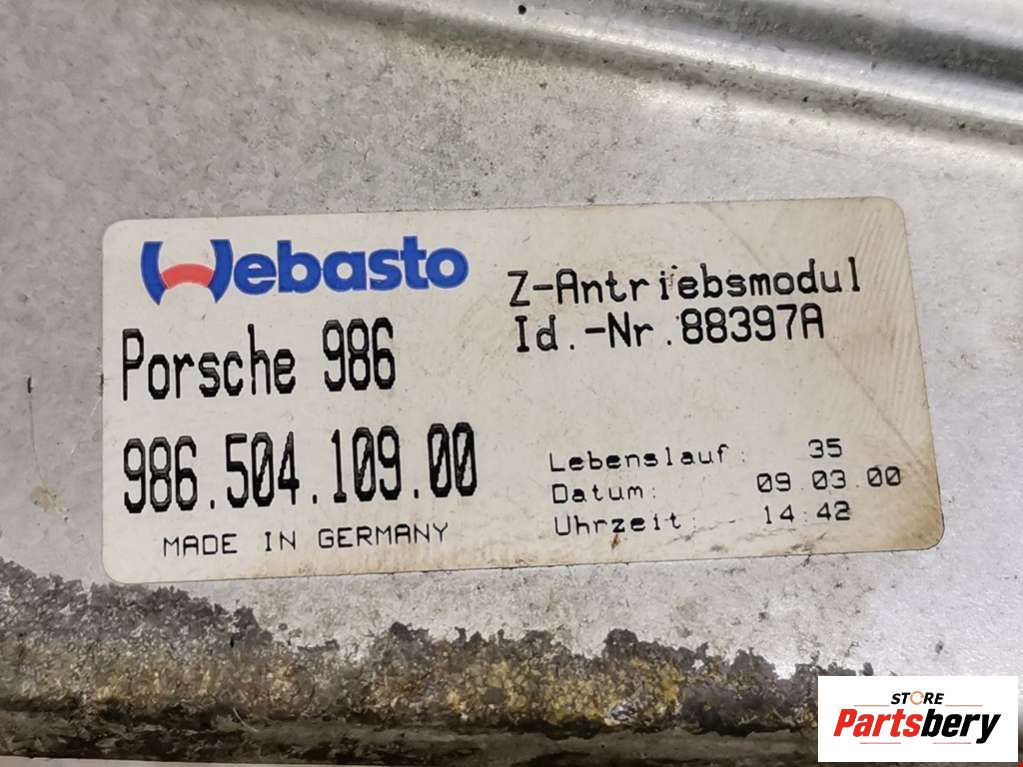 Webasto
Porsche 986
986.504.109.00
MADE IN GERMANY
Z-Antriebsmodul
Id.-Nr.88397A
Lebenslauf: 35
Datum: 09.03.00
Uhrzeit: 14:42
STORE
Partsbery